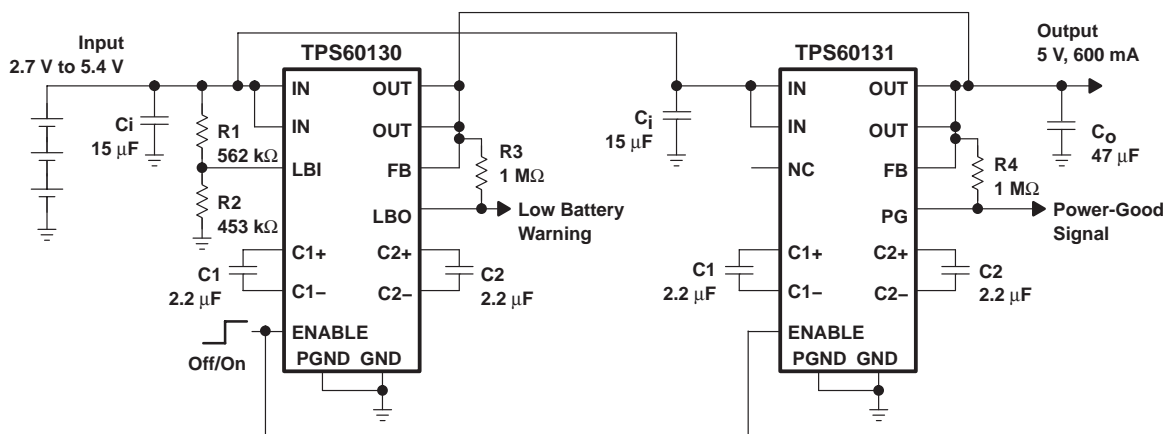 Input
2.7 V to 5.4 V
TPS60130
TPS60131
Output
5 V, 600 mA
Ci
15 μF
R1
562 kΩ
R2
453 kΩ
IN
IN
LBI
C1+
C1−
ENABLE
PGND GND
OUT
OUT
FB
LBO
C2+
C2−
R3
1 MΩ
Low Battery
Warning
C1
2.2 μF
C2
2.2 μF
Off/On
Ci
15 μF
IN
IN
NC
C1+
C1−
ENABLE
PGND GND
OUT
OUT
FB
PG
C2+
C2−
R4
1 MΩ
Co
47 μF
Power-Good
Signal
C1
2.2 μF
C2
2.2 μF